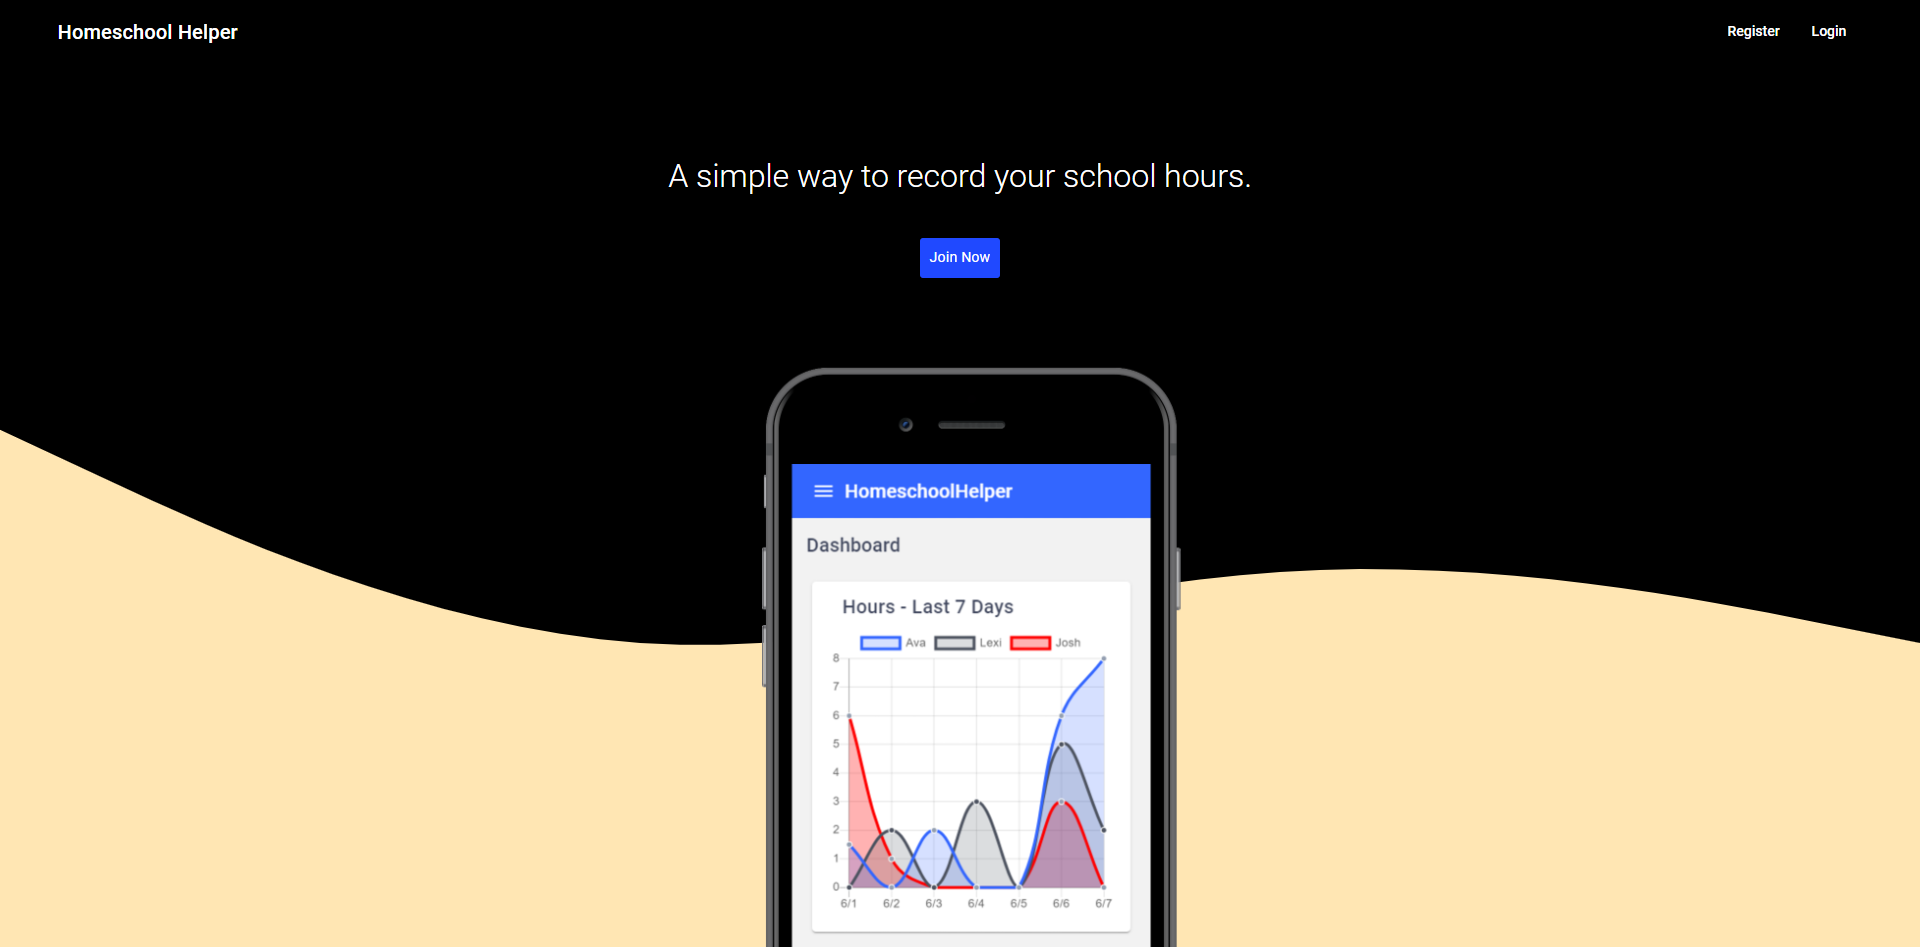 Homeschool Helper
Register Login
A simple way to record your school hours.
Join Now
HomeschoolHelper
Dashboard
Hours - Last 7 Days
Ava Lexi Josh
8
7
6
5
4
3
2
1
0
6/1 6/2 6/3 6/4 6/5 6/6 6/7